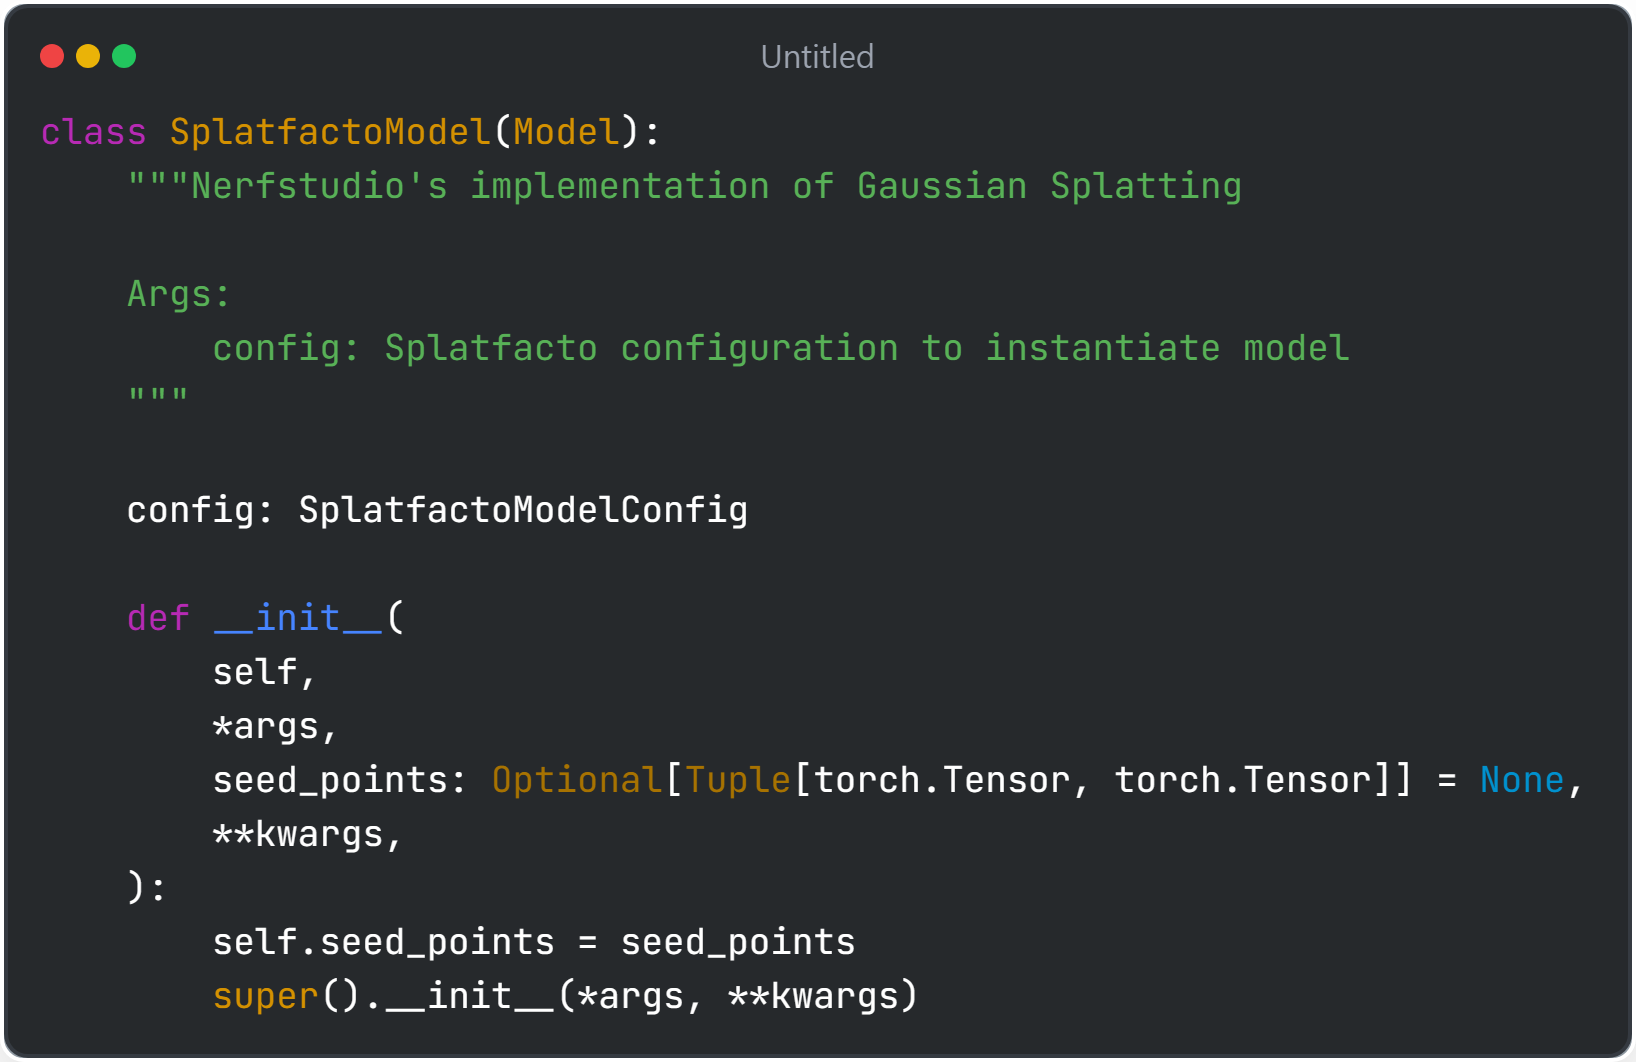 Untitled
class SplatfactoModel(Model):
    """Nerfstudio's implementation of Gaussian Splatting

    Args:
        config: Splatfacto configuration to instantiate model
    """

    config: SplatfactoModelConfig

    def __init__(
        self,
        *args,
        seed_points: Optional[Tuple[torch.Tensor, torch.Tensor]] = None,
        **kwargs,
    ):
        self.seed_points = seed_points
        super().__init__(*args, **kwargs)